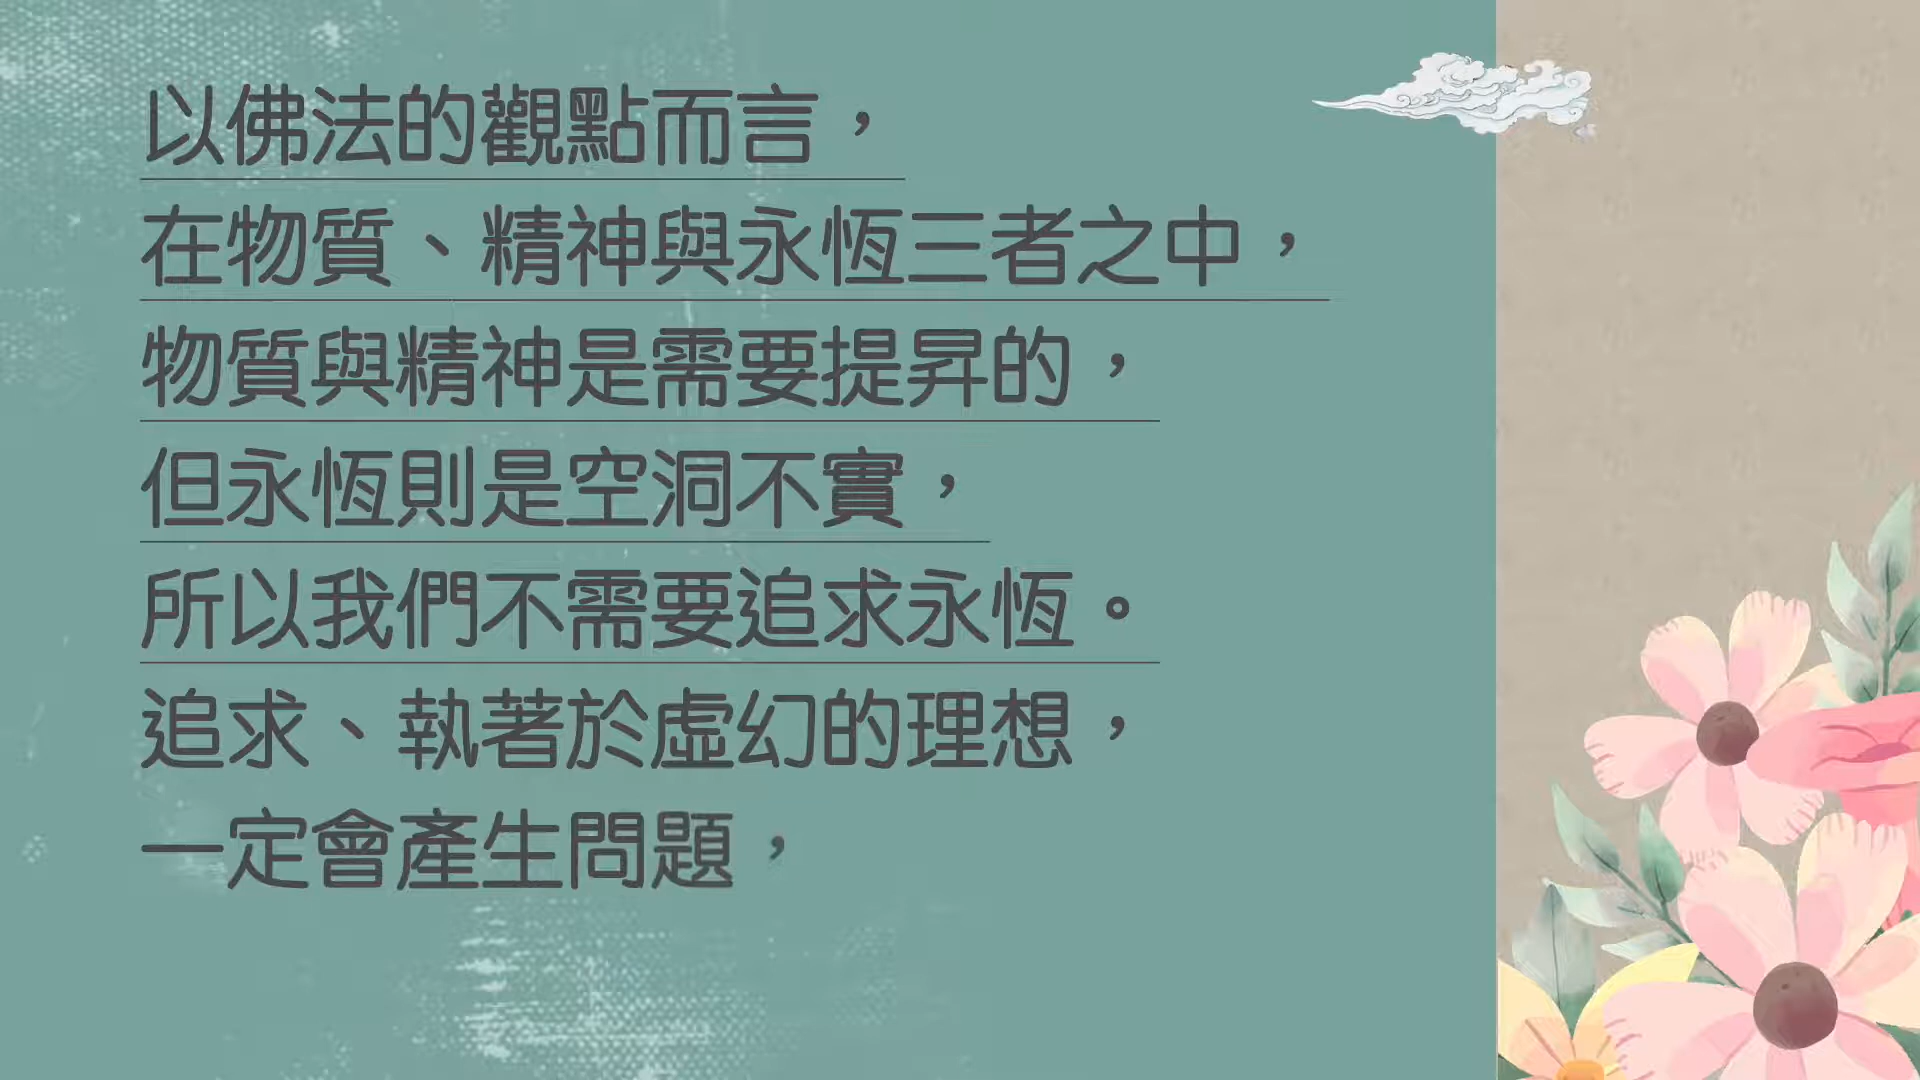 以佛法的觀點而言，
在物質、精神與永恆三者之中，
物質與精神是需要提昇的，
但永恆則是空洞不實，
所以我們不需要追求永恆。
追求、執著於虛幻的理想，
一定會產生問題，